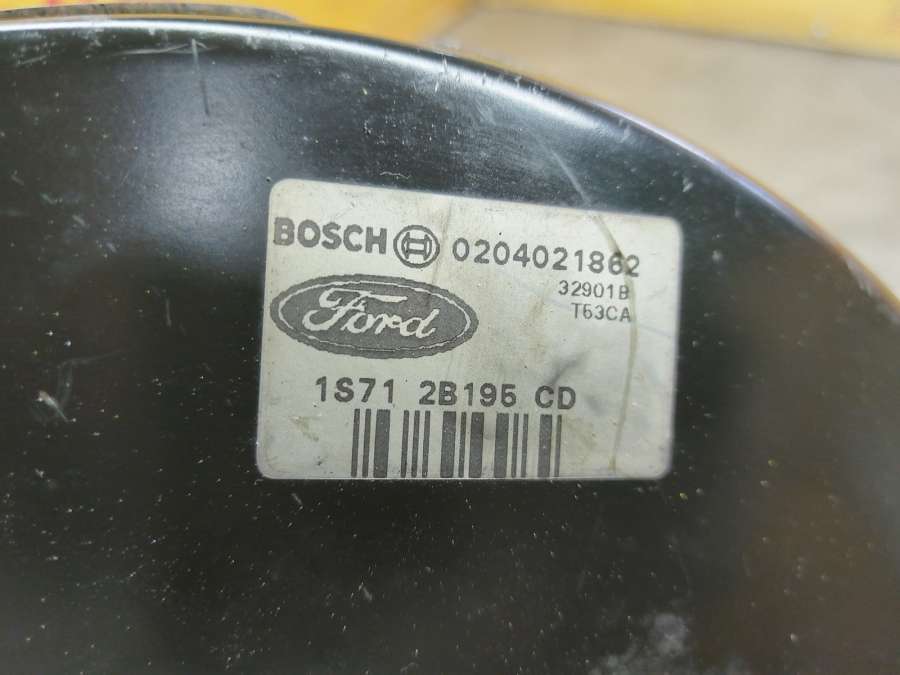 BOSCH 0204021862
32901B
T63CA
Ford
1S71 2B195 CD